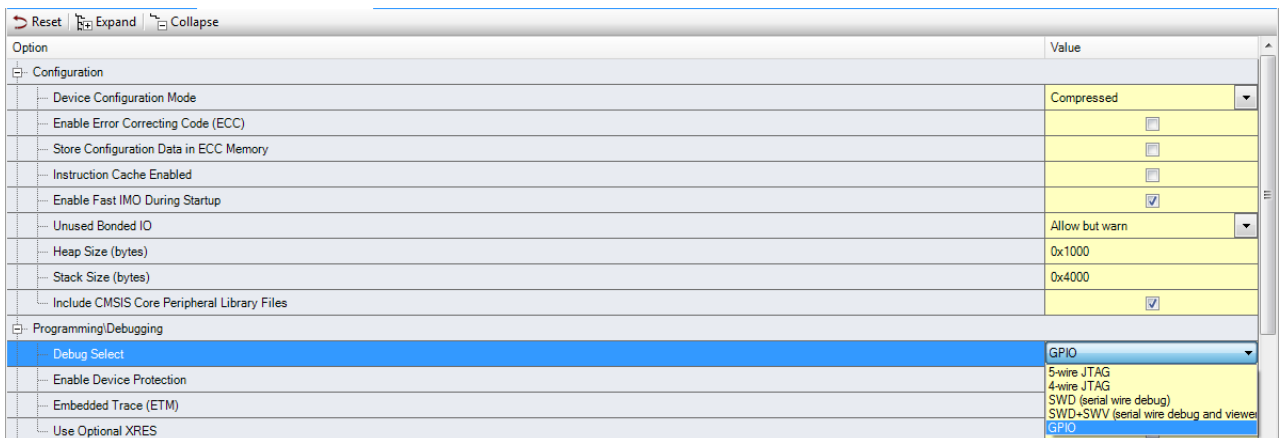 Reset Expand Collapse
Option Value
Configuration
Device Configuration Mode Compressed
Enable Error Correcting Code (ECC)
Store Configuration Data in ECC Memory
Instruction Cache Enabled
Enable Fast IMO During Startup
Unused Bonded IO Allow but warn
Heap Size (bytes) 0x1000
Stack Size (bytes) 0x4000
Include CMSIS Core Peripheral Library Files
Programming\Debugging
Debug Select GPIO
5-wire JTAG
Enable Device Protection 4-wire JTAG
SWD (serial wire debug)
Embedded Trace (ETM) SWD+SWV (serial wire debug and viewer
Use Optional XRES GPIO